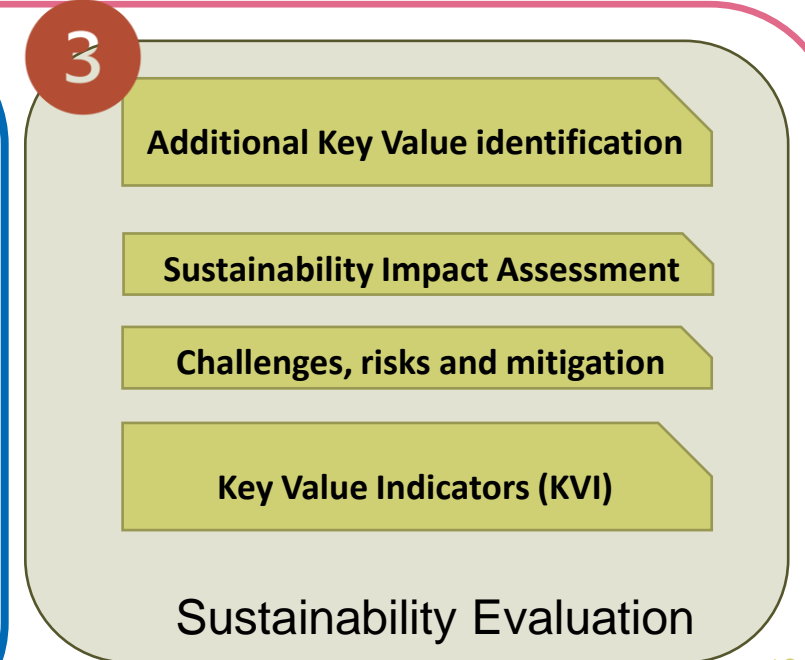 3
Additional Key Value identification
Sustainability Impact Assessment
Challenges, risks and mitigation
Key Value Indicators (KVI)
Sustainability Evaluation